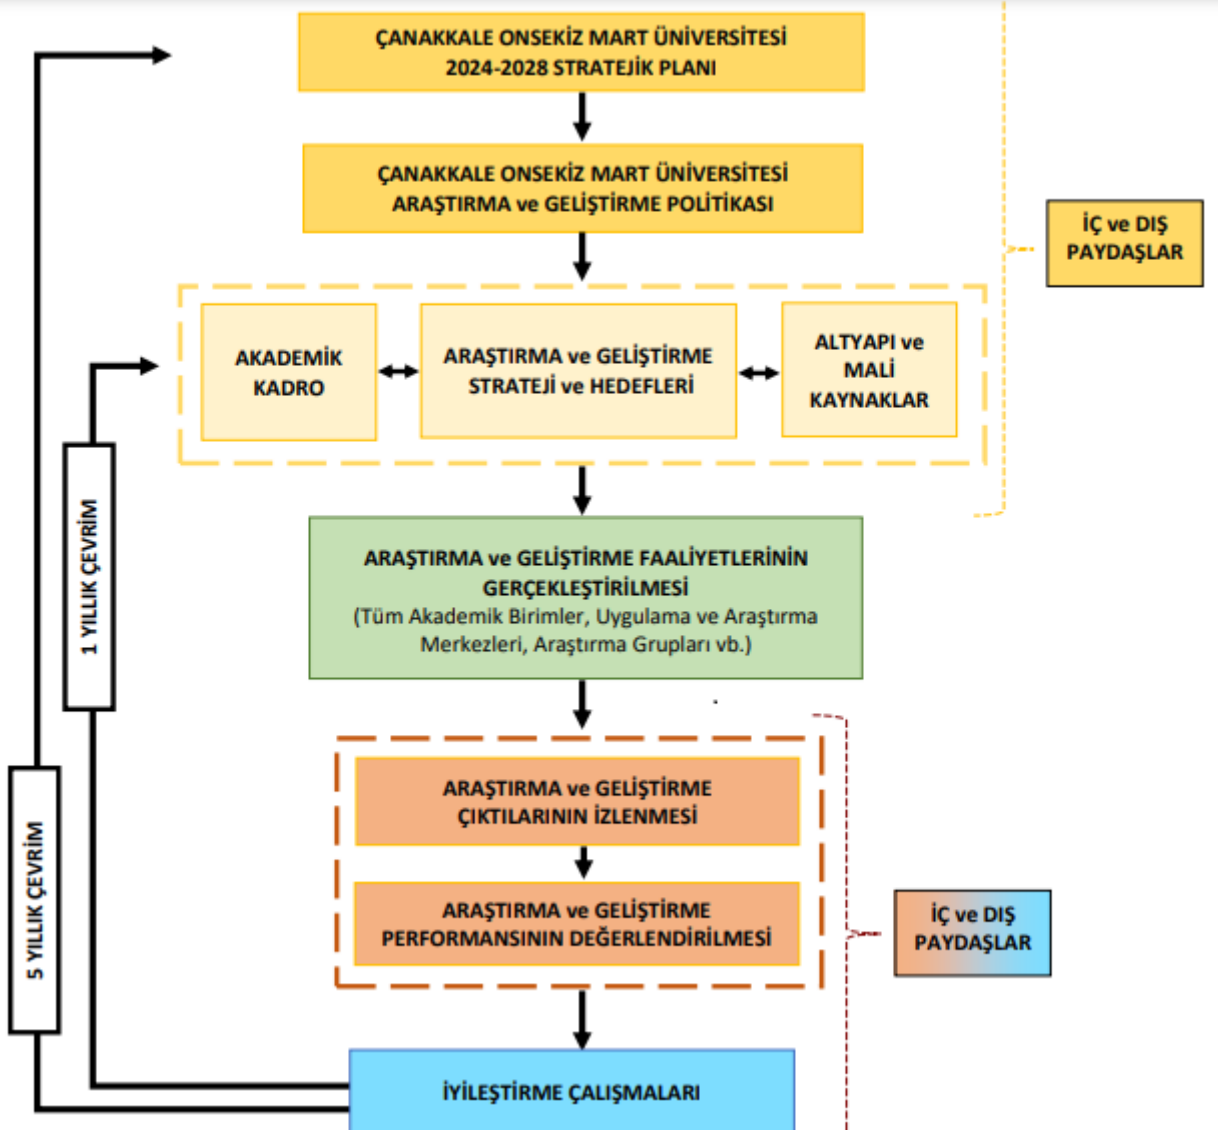 ÇANAKKALE ONSEKİZ MART ÜNİVERSİTESİ
2024-2028 STRATEJİK PLANI
ÇANAKKALE ONSEKİZ MART ÜNİVERSİTESİ
ARAŞTIRMA ve GELİŞTİRME POLİTİKASI
İÇ ve DIŞ
PAYDAŞLAR
AKADEMİK
KADRO
ARAŞTIRMA ve GELİŞTİRME
STRATEJİ ve HEDEFLERİ
ALTYAPI ve
MALİ
KAYNAKLAR
1 YILLIK ÇEVRİM
ARAŞTIRMA ve GELİŞTİRME FAALİYETLERİNİN
GERÇEKLEŞTİRİLMESİ
(Tüm Akademik Birimler, Uygulama ve Araştırma
Merkezleri, Araştırma Grupları vb.)
5 YILLIK ÇEVRİM
ARAŞTIRMA ve GELİŞTİRME
ÇIKTILARININ İZLENMESİ
ARAŞTIRMA ve GELİŞTİRME
PERFORMANSININ DEĞERLENDİRİLMESİ
İÇ ve DIŞ
PAYDAŞLAR
İYİLEŞTİRME ÇALIŞMALARI